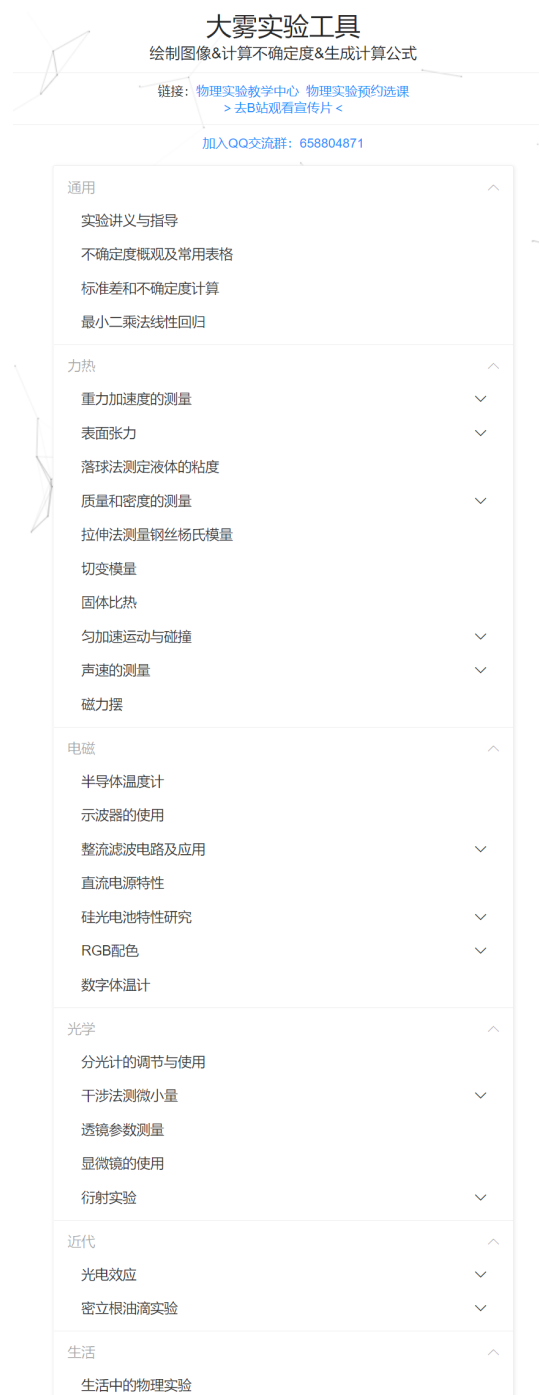 大雾实验工具
绘制图像&计算不确定度&生成计算公式
链接：物理实验教学中心 物理实验预约选课
> 去B站观看宣传片 <
加入QQ交流群：658804871
通用
实验讲义与指导
不确定度概观及常用表格
标准差和不确定度计算
最小二乘法线性回归
力热
重力加速度的测量
表面张力
落球法测定液体的粘度
质量和密度的测量
拉伸法测量钢丝杨氏模量
切变模量
固体比热
匀加速运动与碰撞
声速的测量
磁力摆
电磁
半导体温度计
示波器的使用
整流滤波电路及应用
直流电源特性
硅光电池特性研究
RGB配色
数字体温计
光学
分光计的调节与使用
干涉法测微小量
透镜参数测量
显微镜的使用
衍射实验
近代
光电效应
密立根油滴实验
生活
生活中的物理实验